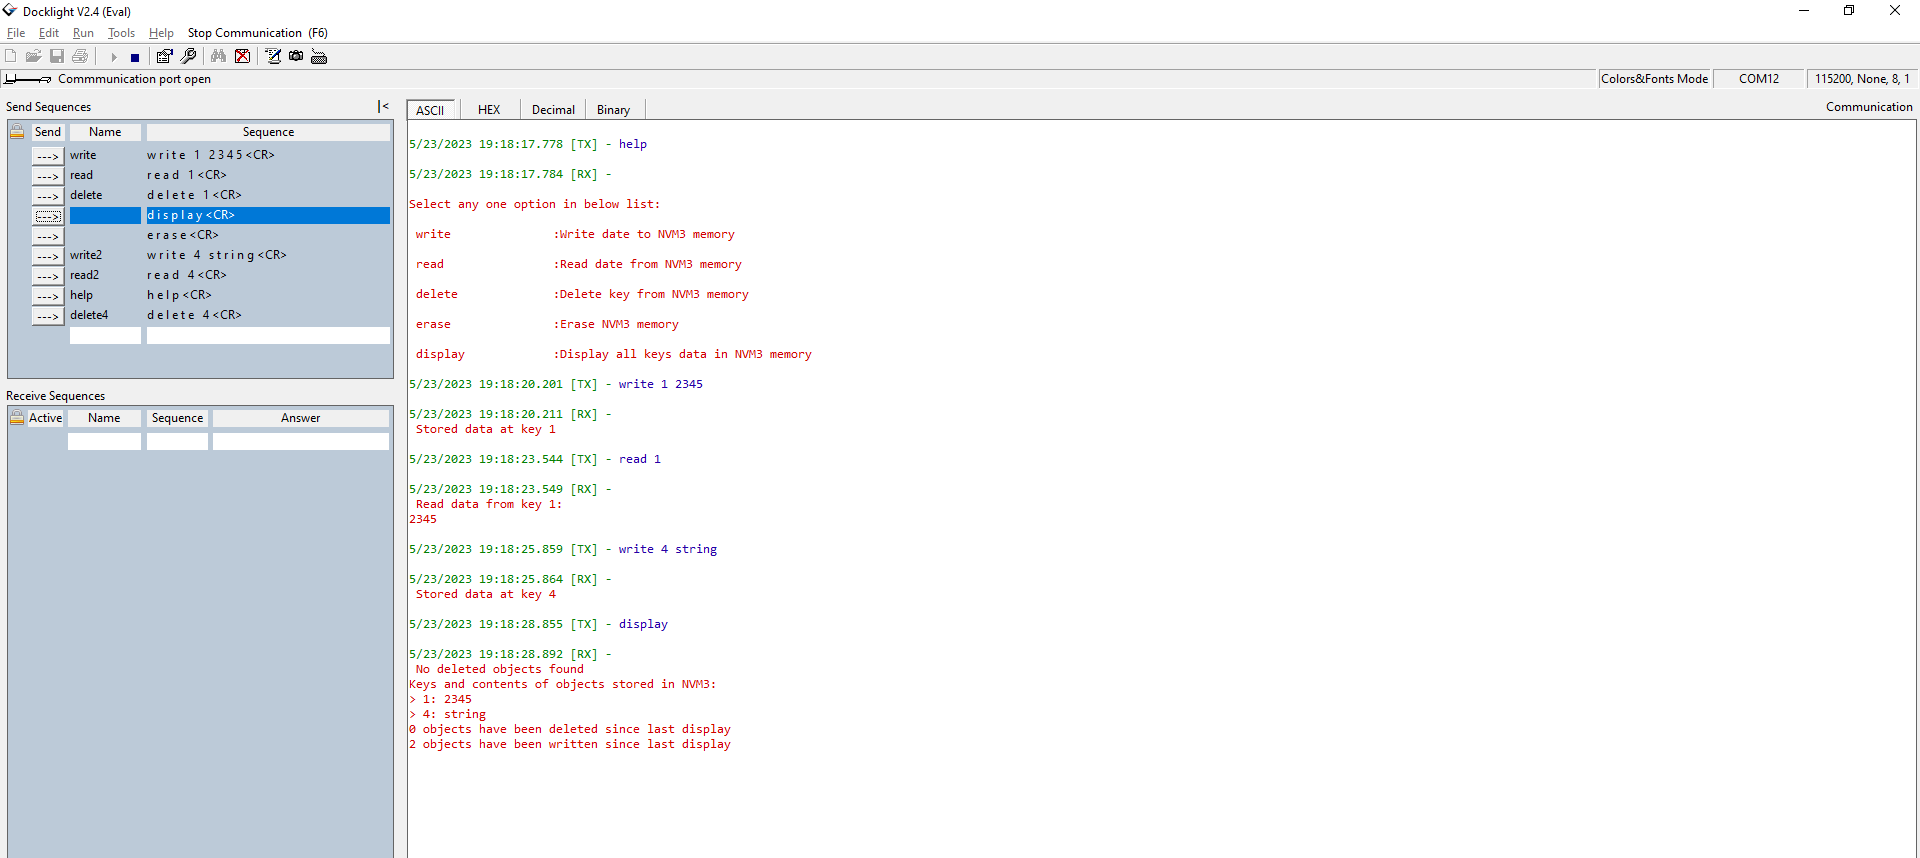 Docklight V2.4 (Eval)
File Edit Run Tools Help Stop Communication (F6)
Commmunication port open
Colors&Fonts Mode COM12 115200, None, 8, 1
Send Sequences
|<
Send Name Sequence
---> write write 1 2345<CR>
---> read read 1<CR>
---> delete delete 1<CR>
---> display<CR>
---> erase<CR>
---> write2 write 4 string<CR>
---> read2 read 4<CR>
---> help help<CR>
---> delete4 delete 4<CR>
Receive Sequences
Active Name Sequence Answer
ASCII HEX Decimal Binary
Communication
5/23/2023 19:18:17.778 [TX] - help
5/23/2023 19:18:17.784 [RX] -
Select any one option in below list:
write :Write date to NVM3 memory
read :Read date from NVM3 memory
delete :Delete key from NVM3 memory
erase :Erase NVM3 memory
display :Display all keys data in NVM3 memory
5/23/2023 19:18:20.201 [TX] - write 1 2345
5/23/2023 19:18:20.211 [RX] -
Stored data at key 1
5/23/2023 19:18:23.544 [TX] - read 1
5/23/2023 19:18:23.549 [RX] -
Read data from key 1:
2345
5/23/2023 19:18:25.859 [TX] - write 4 string
5/23/2023 19:18:25.864 [RX] -
Stored data at key 4
5/23/2023 19:18:28.855 [TX] - display
5/23/2023 19:18:28.892 [RX] -
No deleted objects found
Keys and contents of objects stored in NVM3:
> 1: 2345
> 4: string
0 objects have been deleted since last display
2 objects have been written since last display